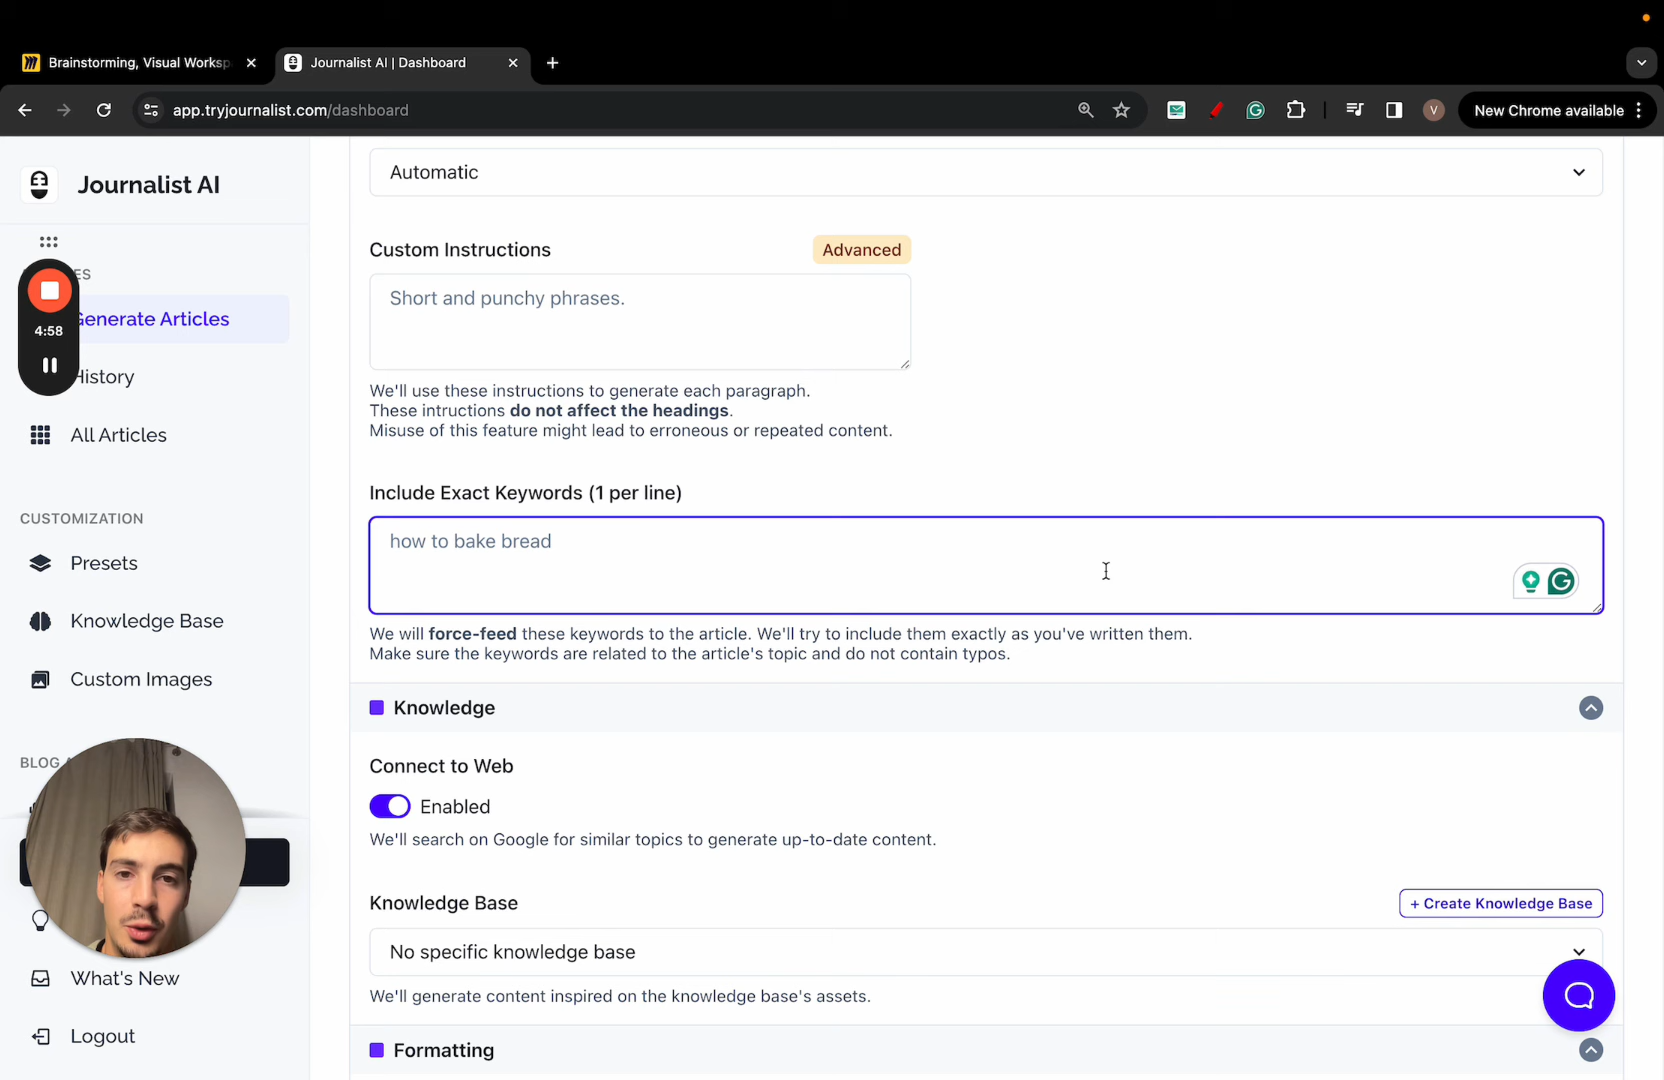 Brainstorming, Visual Worksp
Journalist AI | Dashboard
app.tryjournalist.com/dashboard
V
New Chrome available
Journalist AI
Automatic
Custom Instructions
Advanced
Short and punchy phrases.
We'll use these instructions to generate each paragraph.
These intructions do not affect the headings.
Misuse of this feature might lead to erroneous or repeated content.
ES
Generate Articles
4:58
History
All Articles
Include Exact Keywords (1 per line)
how to bake bread
We will force-feed these keywords to the article. We'll try to include them exactly as you've written them.
Make sure the keywords are related to the article's topic and do not contain typos.
CUSTOMIZATION
Presets
Knowledge Base
Custom Images
BLOG
What's New
Logout
Knowledge
Connect to Web
Enabled
We'll search on Google for similar topics to generate up-to-date content.
Knowledge Base
+ Create Knowledge Base
No specific knowledge base
We'll generate content inspired on the knowledge base's assets.
Formatting